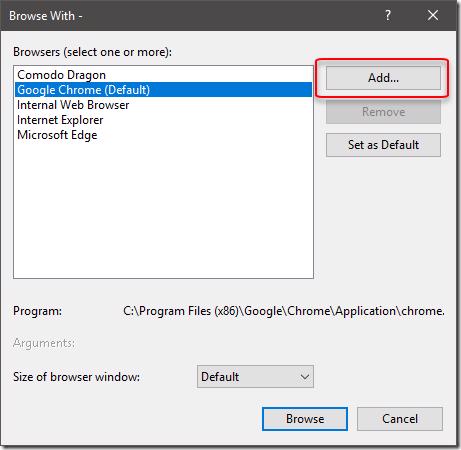 Browse With -
Browsers (select one or more):
Comodo Dragon
Google Chrome (Default)
Internal Web Browser
Internet Explorer
Microsoft Edge
Add...
Remove
Set as Default
Program: C:\Program Files (x86)\Google\Chrome\Application\chrome.
Arguments:
Size of browser window: Default
Browse Cancel